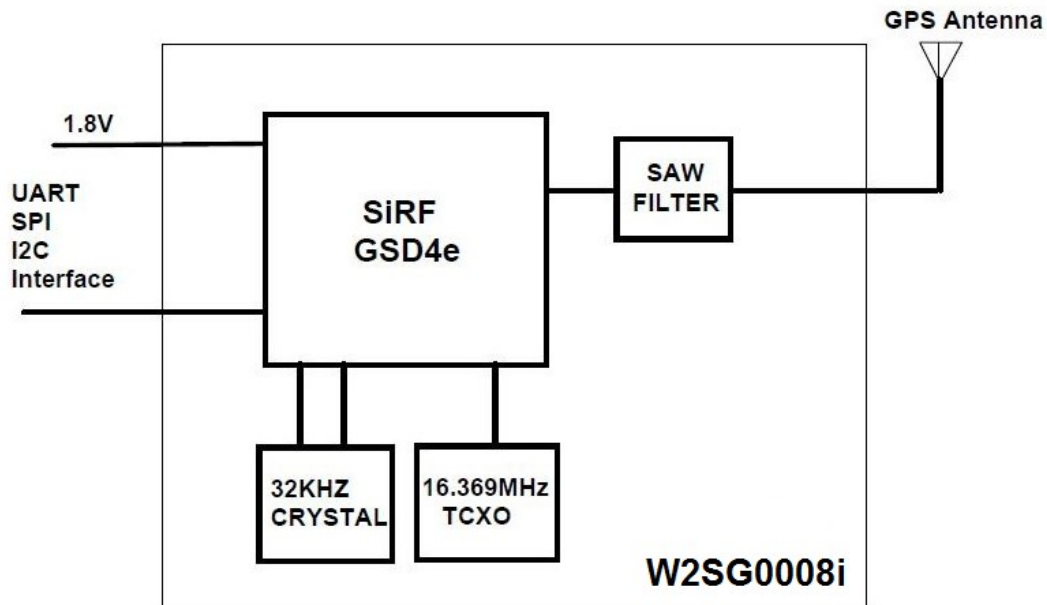 GPS Antenna
1.8V
UART
SPI
I2C
Interface
SiRF
GSD4e
SAW
FILTER
32KHZ
CRYSTAL
16.369MHz
TCXO
W2SG0008i